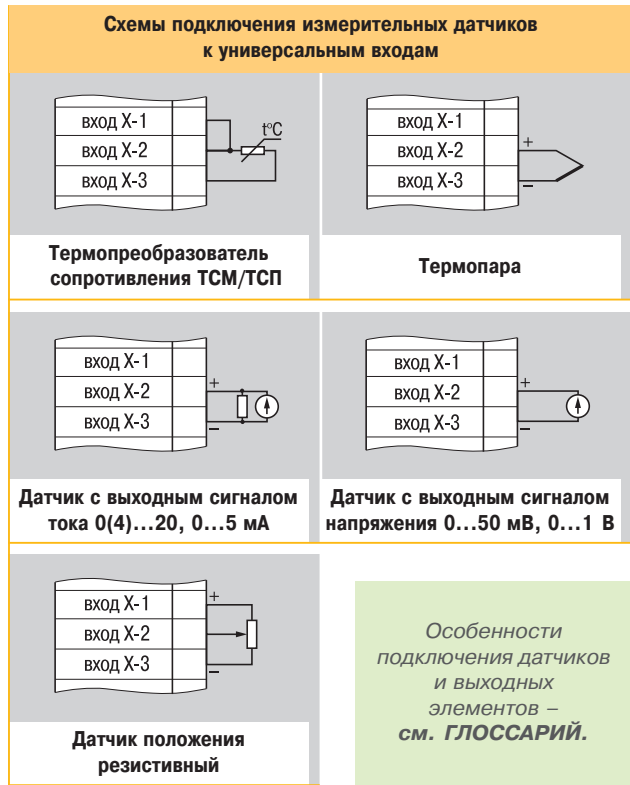 Схемы подключения измерительных датчиков
к универсальным входам
вход X-1
вход X-2
вход X-3
t°C
Термопреобразователь
сопротивления ТСМ/ТСП
вход X-1
вход X-2
вход X-3
+
–
Термопара
вход X-1
вход X-2
вход X-3
+
–
Датчик с выходным сигналом
тока 0(4)...20, 0...5 мА
вход X-1
вход X-2
вход X-3
+
–
Датчик с выходным сигналом
напряжения 0...50 мВ, 0...1 В
вход X-1
вход X-2
вход X-3
+
–
Датчик положения
резистивный
Особенности
подключения датчиков
и выходных
элементов –
см. ГЛОССАРИЙ.